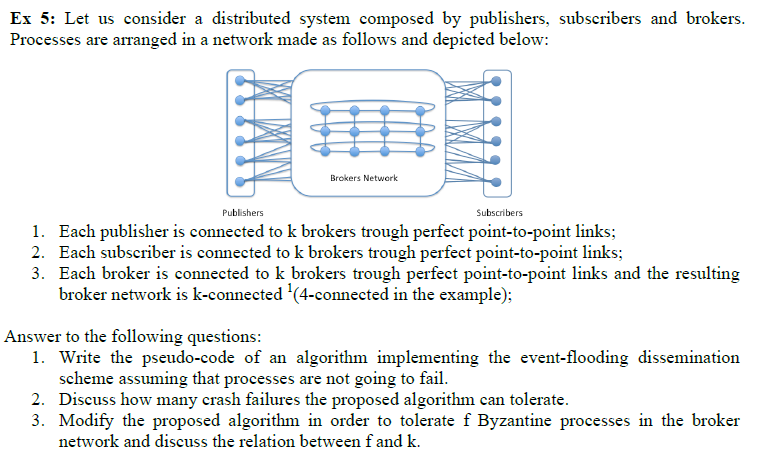 Ex 5: Let us consider a distributed system composed by publishers, subscribers and brokers.
Processes are arranged in a network made as follows and depicted below:
Brokers Network
Publishers
Subscribers
1. Each publisher is connected to k brokers trough perfect point-to-point links;
2. Each subscriber is connected to k brokers trough perfect point-to-point links;
3. Each broker is connected to k brokers trough perfect point-to-point links and the resulting
broker network is k-connected ¹(4-connected in the example);
Answer to the following questions:
1. Write the pseudo-code of an algorithm implementing the event-flooding dissemination
scheme assuming that processes are not going to fail.
2. Discuss how many crash failures the proposed algorithm can tolerate.
3. Modify the proposed algorithm in order to tolerate f Byzantine processes in the broker
network and discuss the relation between f and k.